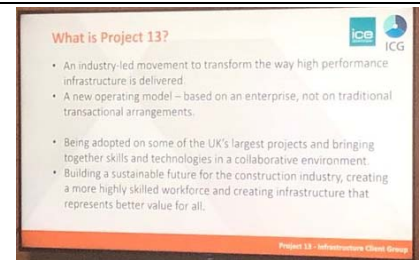 What is Project 13?
ice
ICG
• An industry-led movement to transform the way high performance
infrastructure is delivered.
• A new operating model – based on an enterprise, not on traditional
transactional arrangements.
• Being adopted on some of the UK's largest projects and bringing
together skills and technologies in a collaborative environment.
• Building a sustainable future for the construction industry, creating
a more highly skilled workforce and creating infrastructure that
represents better value for all.
Project 13 - Infrastructure Client Group